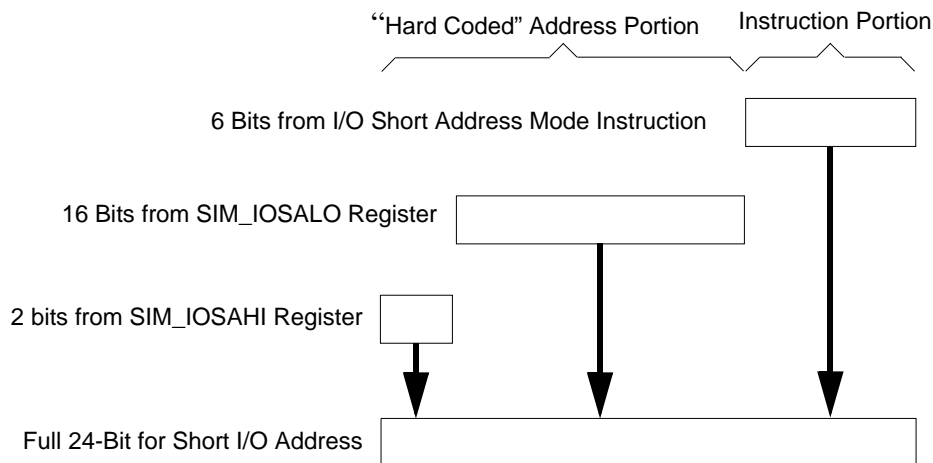 “Hard Coded” Address Portion
Instruction Portion
6 Bits from I/O Short Address Mode Instruction
16 Bits from SIM_IOSALO Register
2 bits from SIM_IOSAHI Register
Full 24-Bit for Short I/O Address